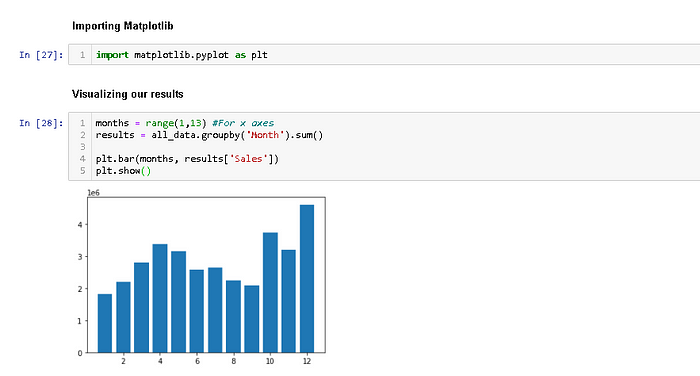 Importing Matplotlib
In [27]: 1 import matplotlib.pyplot as plt
Visualizing our results
In [28]: 1 months = range(1,13) #For x axes
2 results = all_data.groupby('Month').sum()
3
4 plt.bar(months, results['Sales'])
5 plt.show()
1e6
4
3
2
1
0
2 4 6 8 10 12